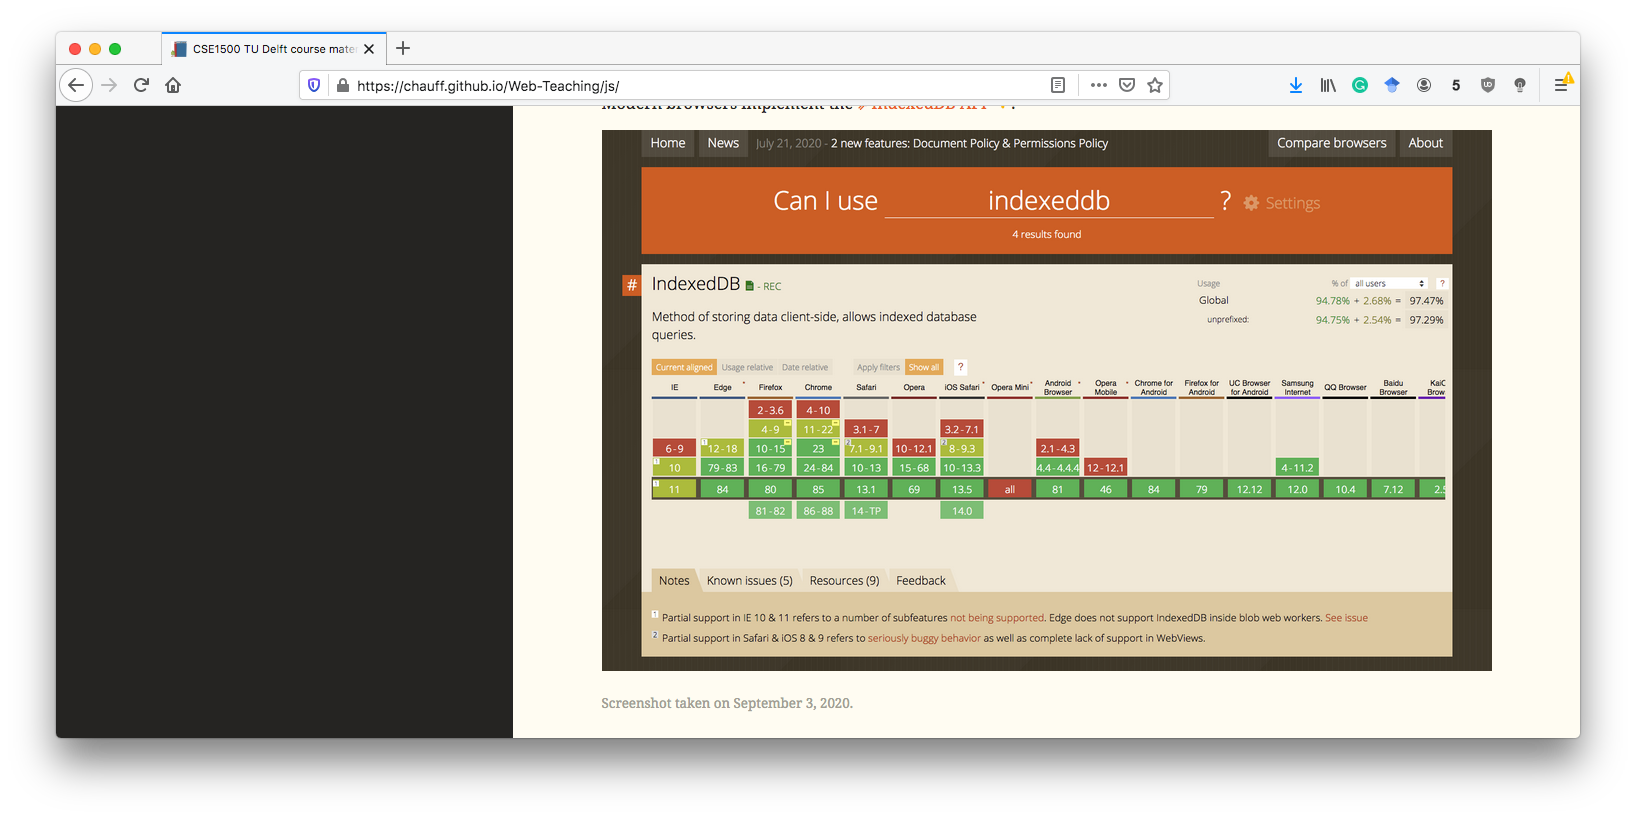 CSE1500 TU Delft course mate
https://chauff.github.io/Web-Teaching/js/
5
Modern browsers implement the IndexedDB API
Home News July 21, 2020 - 2 new features: Document Policy & Permissions Policy Compare browsers About
Can I use indexeddb ? Settings
4 results found
# IndexedDB - REC
Usage % of all users ?
Global 94.78% + 2.68% = 97.47%
unprefixed: 94.75% + 2.54% = 97.29%
Method of storing data client-side, allows indexed database
queries.
Current aligned Usage relative Date relative Apply filters Show all ?
IE Edge * Firefox Chrome Safari Opera iOS Safari * Opera Mini * Android Browser * Opera Mobile * Chrome for Android Firefox for Android UC Browser for Android Samsung Internet QQ Browser Baidu Browser KaiO Brow
2-3.6 4-10
4-9 11-22 3.1-7 3.2-7.1
6-9 1 12-18 10-15 23 2 7.1-9.1 10-12.1 2 8-9.3 2.1-4.3
1 10 79-83 16-79 24-84 10-13 15-68 10-13.3 4.4-4.4.4 12-12.1 4-11.2
1 11 84 80 85 13.1 69 13.5 all 81 46 84 79 12.12 12.0 10.4 7.12 2.5
81-82 86-88 14-TP 14.0
Notes Known issues (5) Resources (9) Feedback
1 Partial support in IE 10 & 11 refers to a number of subfeatures not being supported. Edge does not support IndexedDB inside blob web workers. See issue
2 Partial support in Safari & iOS 8 & 9 refers to seriously buggy behavior as well as complete lack of support in WebViews.
Screenshot taken on September 3, 2020.